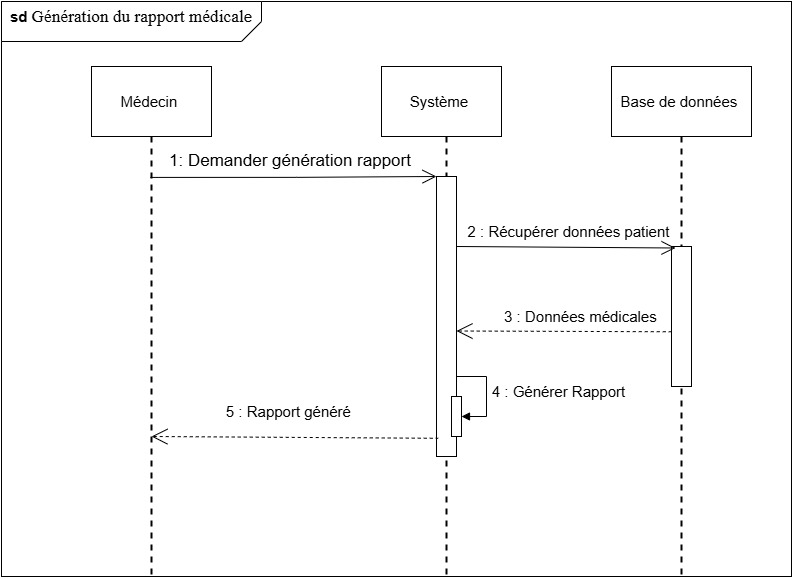 sd Génération du rapport médicale
Médecin
Système
Base de données
1: Demander génération rapport
2 : Récupérer données patient
3 : Données médicales
4 : Générer Rapport
5 : Rapport généré